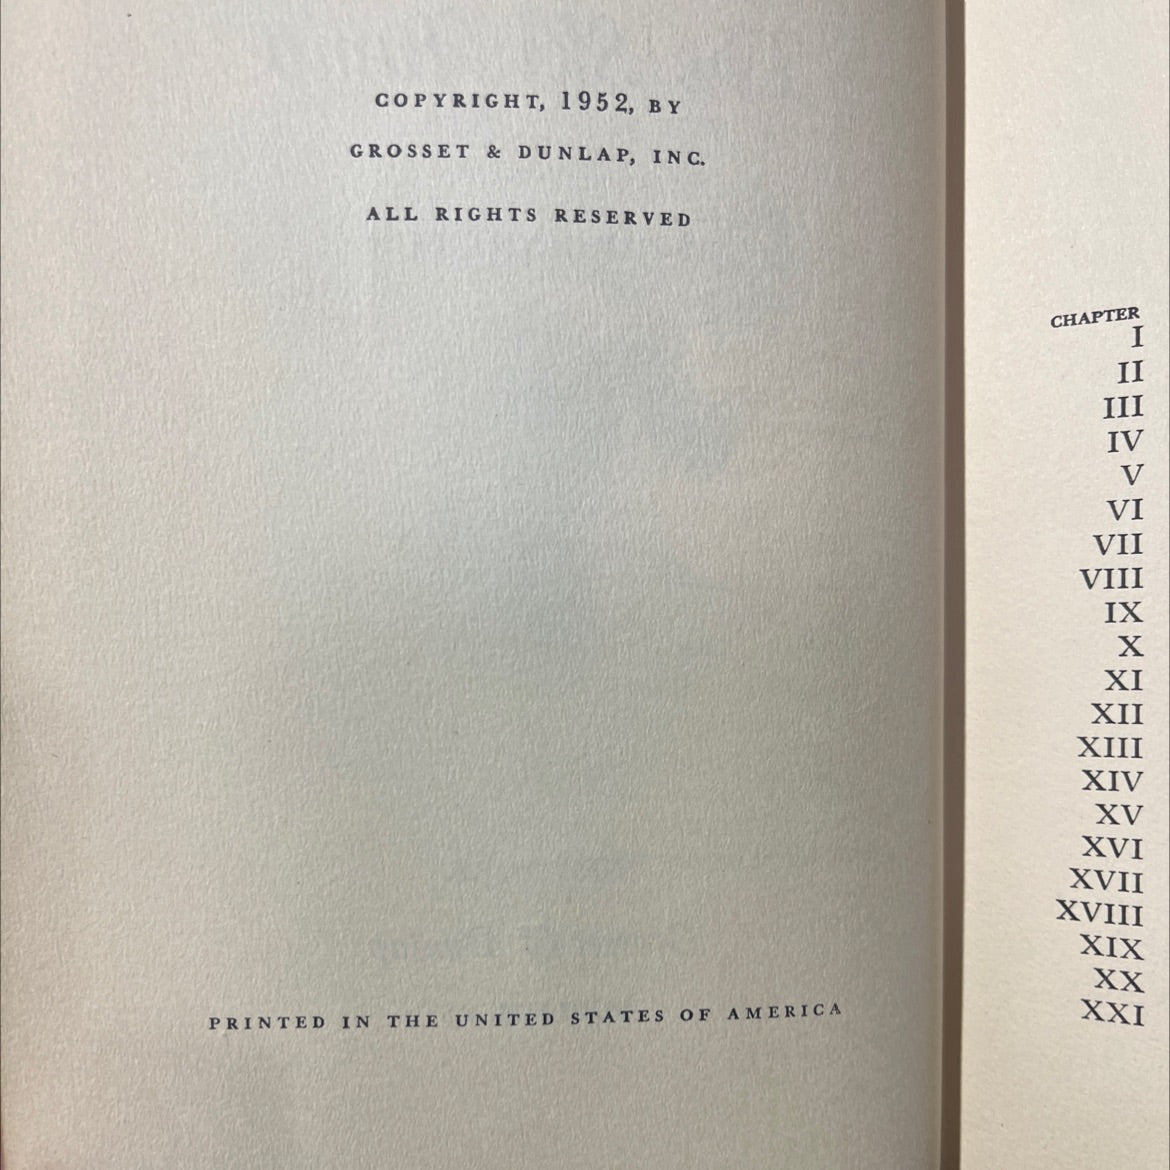 COPYRIGHT, 1952, BY
GROSSET & DUNLAP, INC.
ALL RIGHTS RESERVED
PRINTED IN THE UNITED STATES OF AMERICA
CHAPTER
I
II
III
IV
V
VI
VII
VIII
IX
X
XI
XII
XIII
XIV
XV
XVI
XVII
XVIII
XIX
XX
XXI